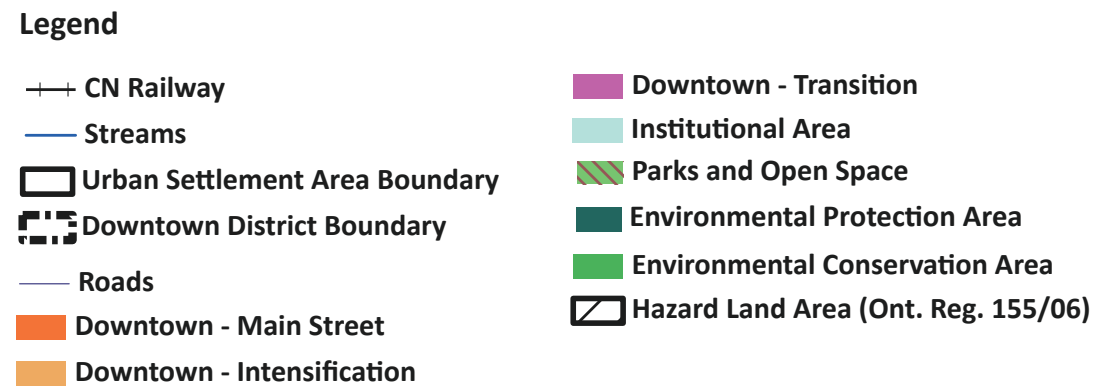 Legend
CN Railway
Streams
Urban Settlement Area Boundary
Downtown District Boundary
Roads
Downtown - Main Street
Downtown - Intensification
Downtown - Transition
Institutional Area
Parks and Open Space
Environmental Protection Area
Environmental Conservation Area
Hazard Land Area (Ont. Reg. 155/06)